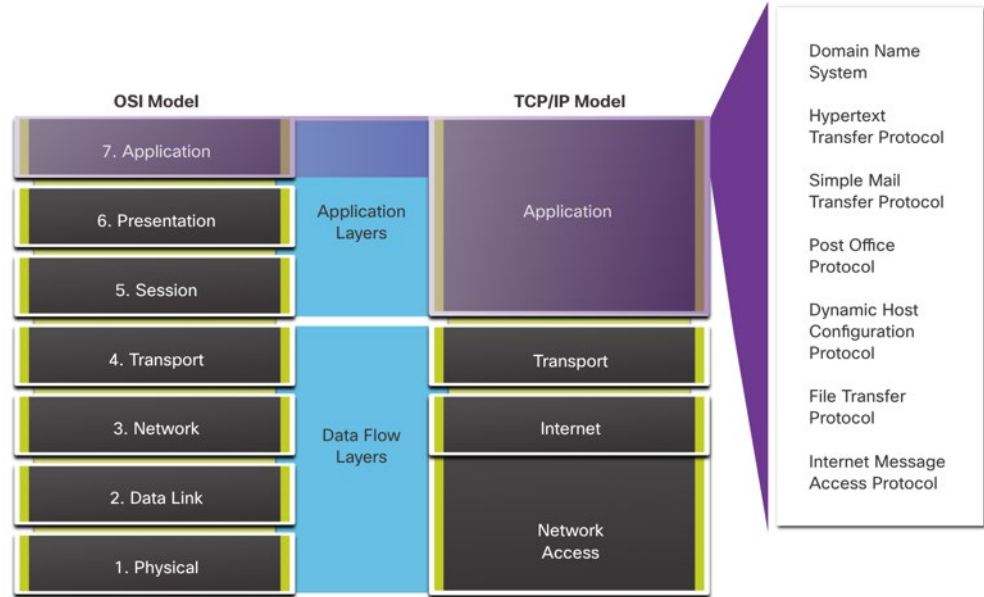 OSI Model
7. Application
6. Presentation
5. Session
4. Transport
3. Network
2. Data Link
1. Physical
Application
Layers
Data Flow
Layers
TCP/IP Model
Application
Transport
Internet
Network
Access
Domain Name
System
Hypertext
Transfer Protocol
Simple Mail
Transfer Protocol
Post Office
Protocol
Dynamic Host
Configuration
Protocol
File Transfer
Protocol
Internet Message
Access Protocol